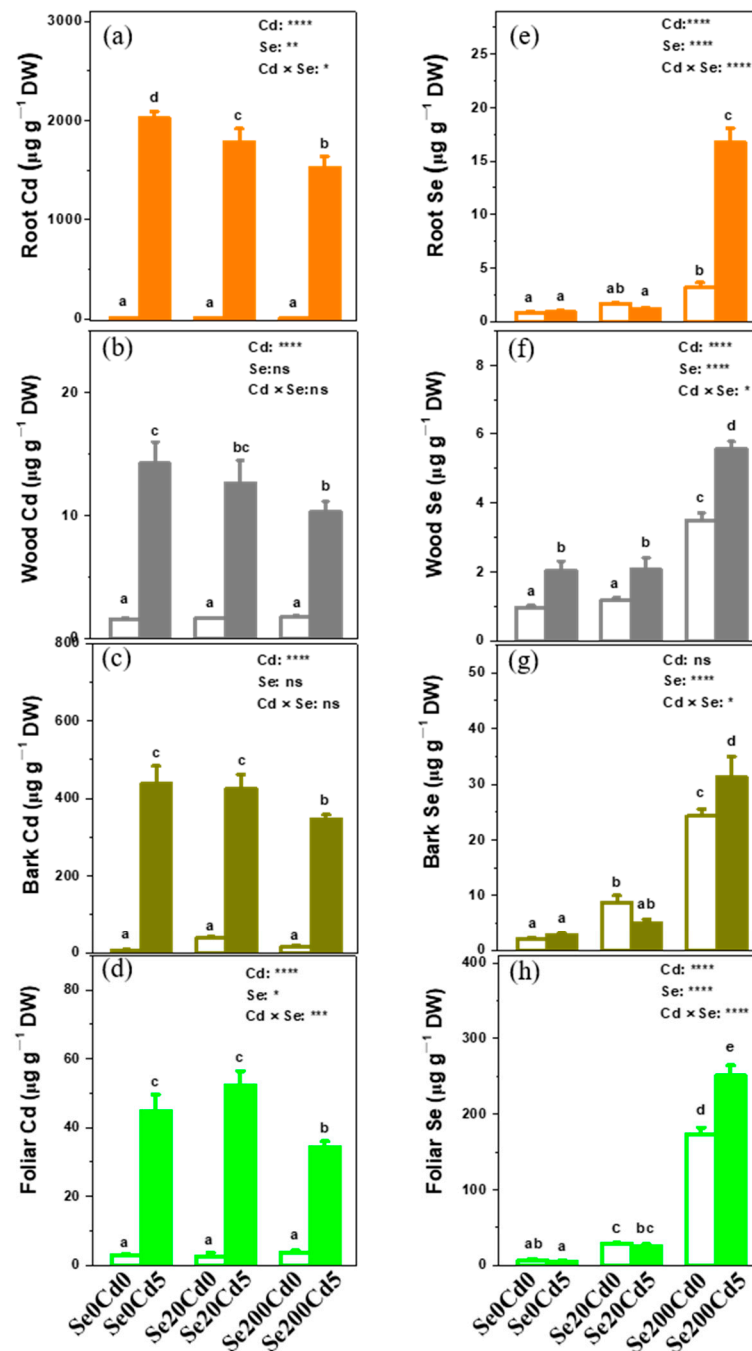 (a)
Cd: ****
Se: **
Cd × Se: *
Root Cd (µg g⁻¹ DW)
3000
2000
1000
0
a
d
a
c
a
b
(e)
Cd:****
Se: ****
Cd × Se: ****
Root Se (µg g⁻¹ DW)
25
20
15
10
5
0
a
a
ab
a
b
c
(b)
Cd: ****
Se:ns
Cd × Se:ns
Wood Cd (µg g⁻¹ DW)
20
10
0
a
c
a
bc
a
b
(f)
Cd: ****
Se: ****
Cd × Se: *
Wood Se (µg g⁻¹ DW)
8
6
4
2
0
a
b
a
b
c
d
(c)
Cd: ****
Se: ns
Cd × Se: ns
Bark Cd (µg g⁻¹ DW)
800
600
400
200
0
a
c
a
c
a
b
(g)
Cd: ns
Se: ****
Cd × Se: *
Bark Se (µg g⁻¹ DW)
50
40
30
20
10
0
a
a
b
ab
c
d
(d)
Cd: ****
Se: *
Cd × Se: ***
Foliar Cd (µg g⁻¹ DW)
80
60
40
20
0
a
c
a
c
a
b
(h)
Cd: ****
Se: ****
Cd × Se: ****
Foliar Se (µg g⁻¹ DW)
300
250
200
150
100
50
0
ab
a
c
bc
d
e
Se0Cd0
Se0Cd5
Se20Cd0
Se20Cd5
Se200Cd0
Se200Cd5
Se0Cd0
Se0Cd5
Se20Cd0
Se20Cd5
Se200Cd0
Se200Cd5